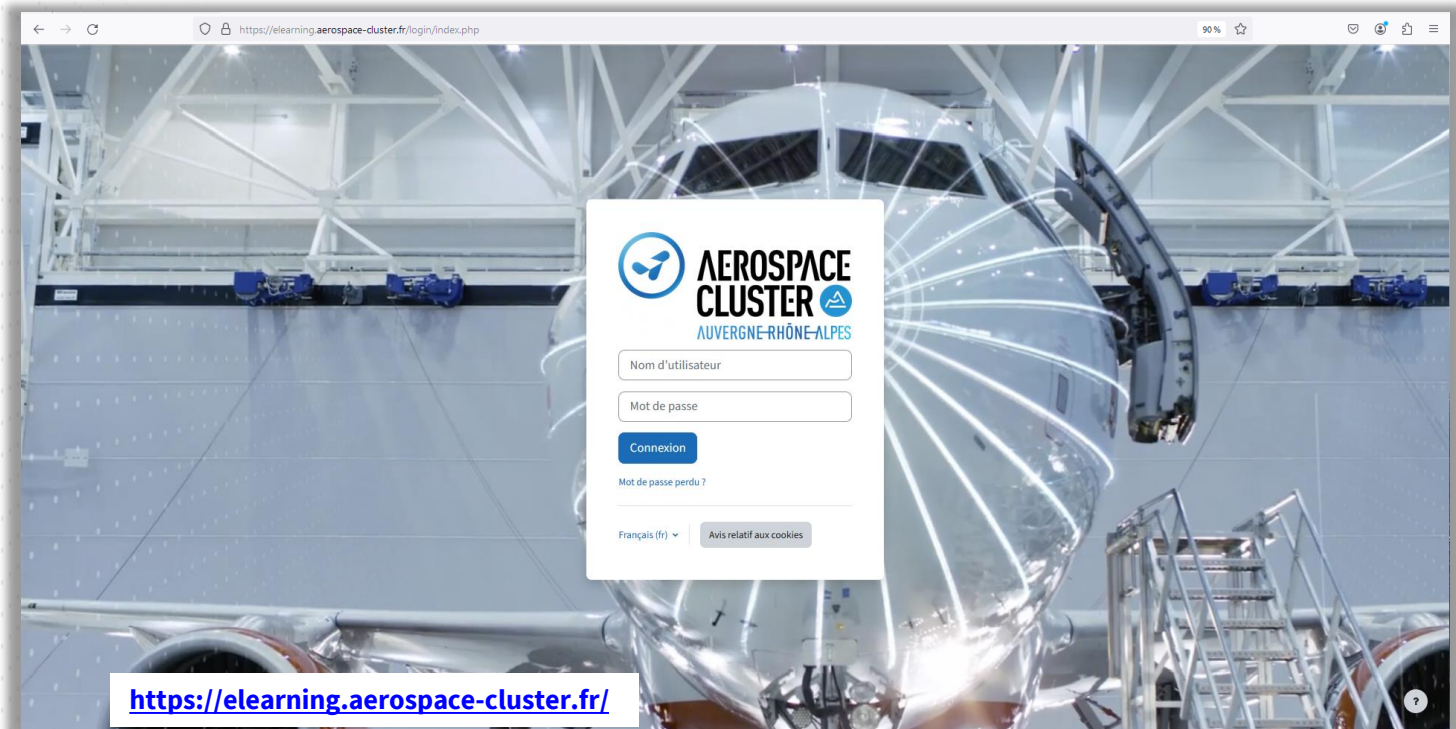 https://elearning.aerospace-cluster.fr/login/index.php
90 %
AEROSPACE
CLUSTER
AUVERGNE-RHÔNE-ALPES
Nom d'utilisateur
Mot de passe
Connexion
Mot de passe perdu ?
Français (fr)
Avis relatif aux cookies
https://elearning.aerospace-cluster.fr/
?